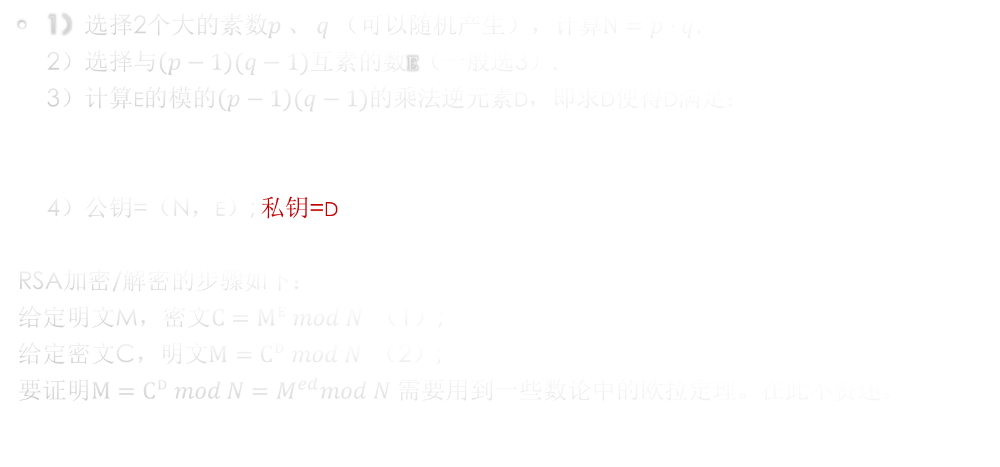 • 1）选择2个大的素数p 、 q （可以随机产生），计算N = p · q.
2）选择与(p − 1)(q − 1)互素的数E（一般选3）.
3）计算E的模的(p − 1)(q − 1)的乘法逆元素D，即求D使得D满足：
4）公钥=（N，E）; 私钥=D
RSA加密/解密的步骤如下：
给定明文M，密文C = M^E mod N （1）;
给定密文C，明文M = C^D mod N （2）;
要证明M = C^D mod N = M^{ed} mod N 需要用到一些数论中的欧拉定理。在此不赘述。